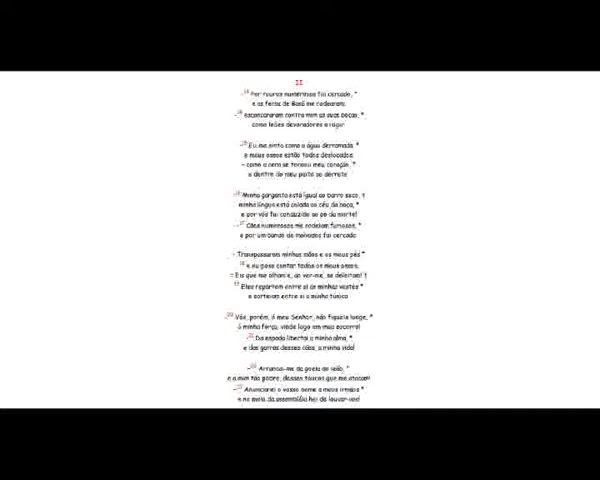 II
–13 Por touros numerosos fui cercado, *
e as feras de Basã me rodearam;
–14 escancararam contra mim as suas bocas, *
como leões devoradores a rugir.
–15 Eu me sinto como a água derramada, *
e meus ossos estão todos deslocados;
– como a cera se tornou meu coração, *
e dentro do meu peito se derrete.
=16 Minha garganta está igual ao barro seco, †
minha língua está colada ao céu da boca, *
e por vós fui conduzido ao pó da morte!
–17 Cães numerosos me rodeiam furiosos, *
e por um bando de malvados fui cercado.
– Transpassaram minhas mãos e os meus pés *
18 e eu posso contar todos os meus ossos.
= Eis que me olham e, ao ver-me, se deleitam! †
19 Eles repartem entre si as minhas vestes *
e sorteiam entre si a minha túnica.
–20 Vós, porém, ó meu Senhor, não fiqueis longe, *
ó minha força, vinde logo em meu socorro!
–21 Da espada libertai a minha alma, *
e das garras desses cães, a minha vida!
–22 Arrancai-me da goela do leão, *
e a mim tão pobre, desses touros que me atacam!
–23 Anunciarei o vosso nome a meus irmãos *
e no meio da assembléia hei de louvar-vos!